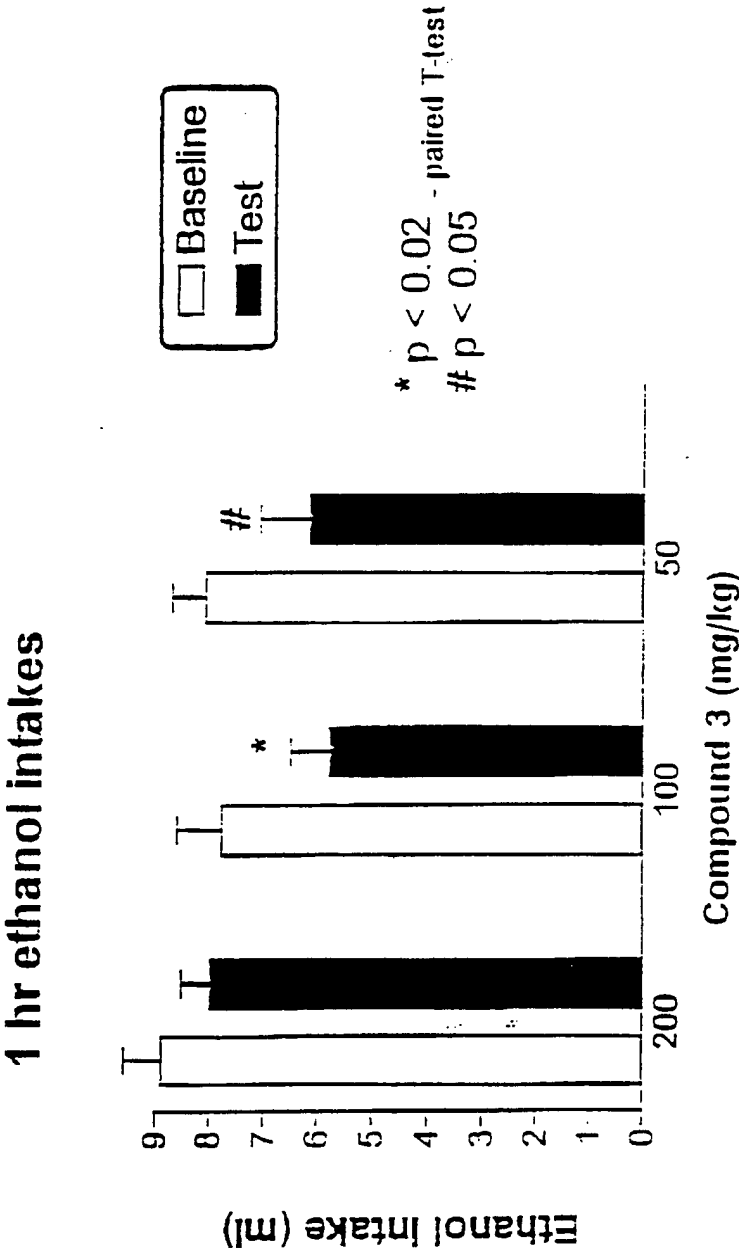 1 hr ethanol intakes
Baseline
Test
* p < 0.02 - paired T-test
# p < 0.05
Ethanol Intake (ml)
9
8
7
6
5
4
3
2
1
0
* #
200 100 50
Compound 3 (mg/kg)